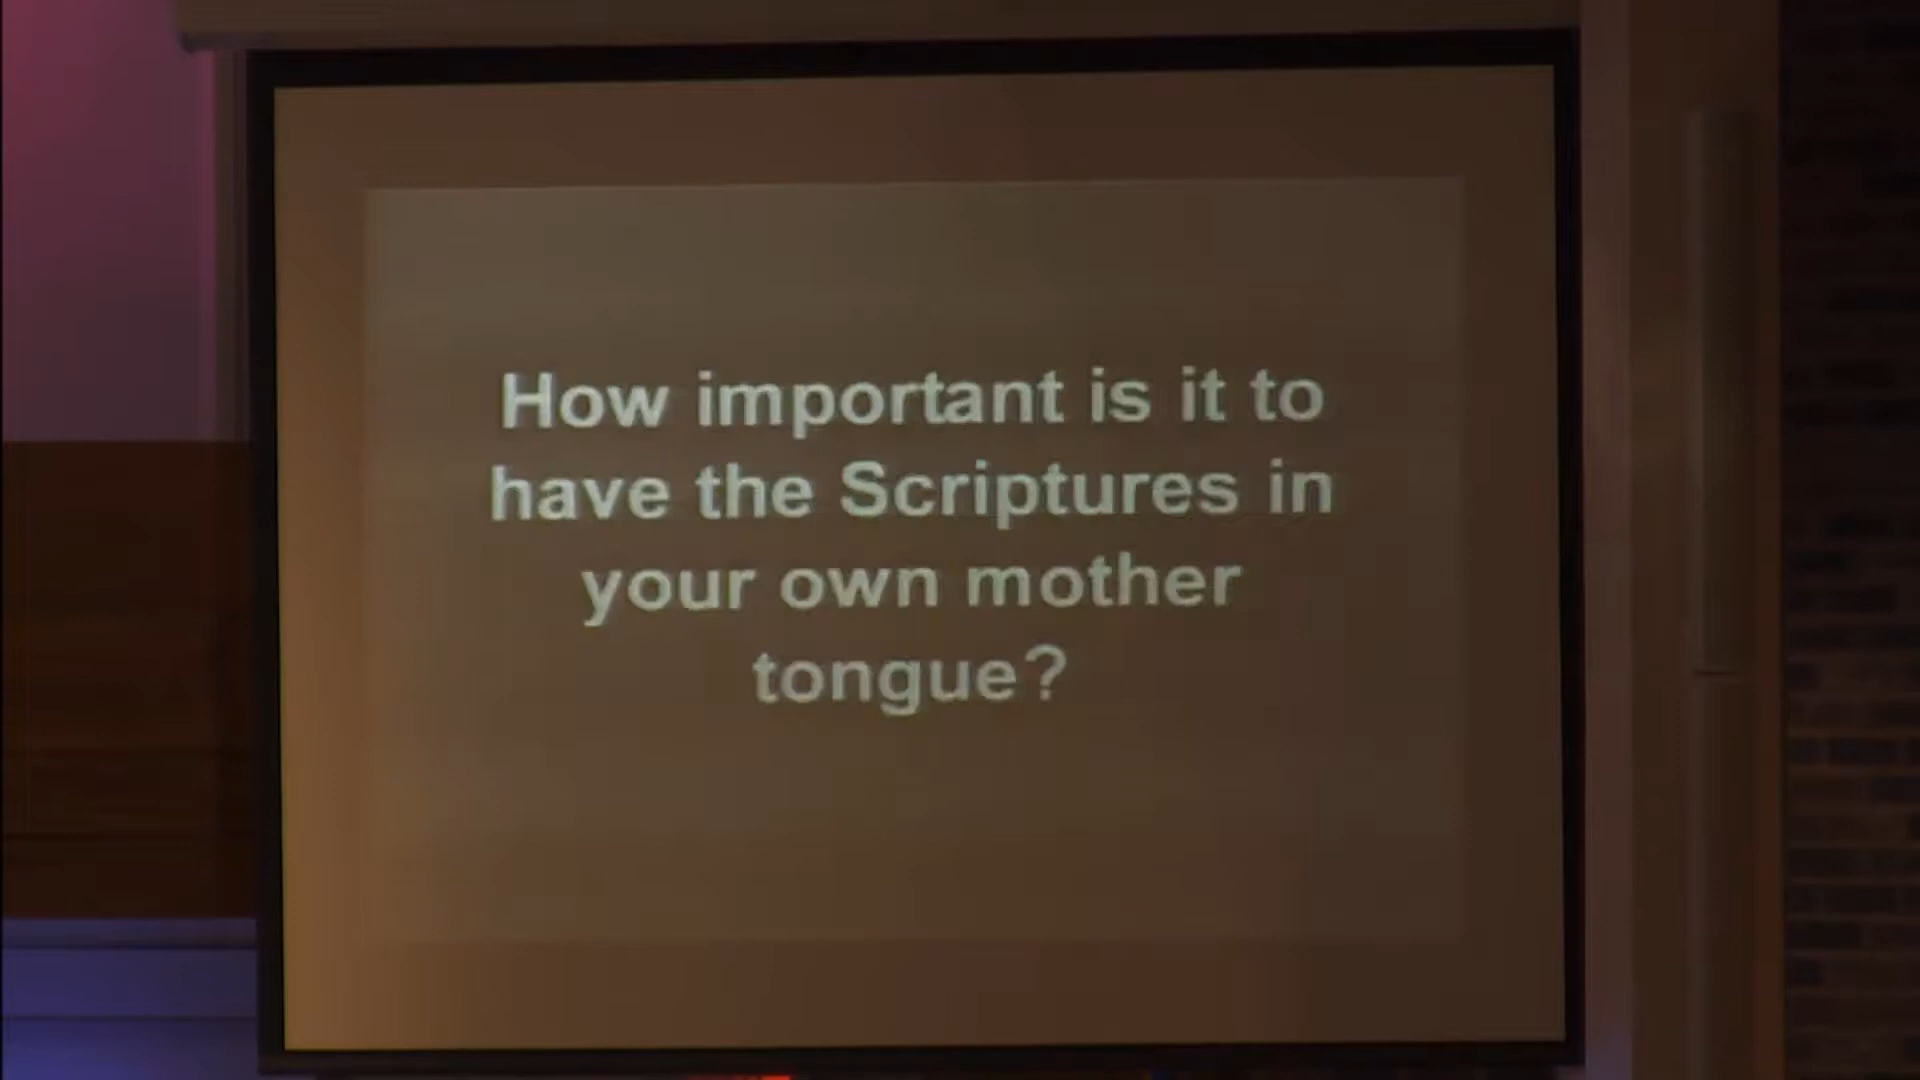 How important is it to
have the Scriptures in
your own mother
tongue?